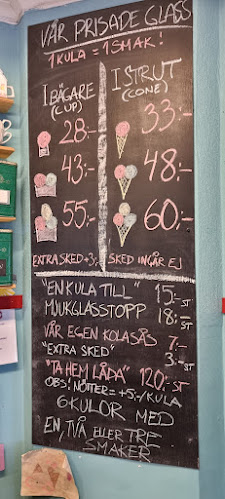 VÅR PRISADE GLASS
1 KULA = 1 SMAK!
I BÄGARE
(CUP)
28:-
43:-
55:-
EXTRA SKED +3;-
I STRUT
(CONE)
33:-
48:-
60:-
SKED INGÅR EJ
"EN KULA TILL" 15:-ST
MJUKGLASSTOPP 18:-ST
VÅR EGEN KOLASÅS 7:-
"EXTRA SKED" 3:-ST
"TA HEM LÅDA" 120:-ST
OBS! NÖTTER=+5:-/KULA
6 KULOR MED
EN, TVÅ ELLER TRE
SMAKER